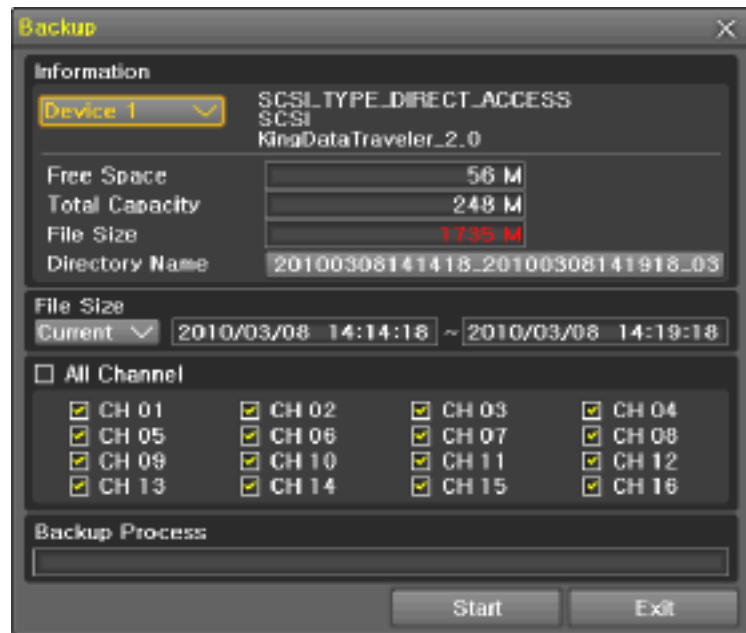 Backup
Information
Device 1
SCSI_TYPE_DIRECT_ACCESS
SCSI
KingDataTraveler_2.0
Free Space 56 M
Total Capacity 248 M
File Size 1735 M
Directory Name 20100308141418_20100308141918_03
File Size
Current 2010/03/08 14:14:18 ~ 2010/03/08 14:19:18
All Channel
CH 01 CH 02 CH 03 CH 04
CH 05 CH 06 CH 07 CH 08
CH 09 CH 10 CH 11 CH 12
CH 13 CH 14 CH 15 CH 16
Backup Process
Start Exit